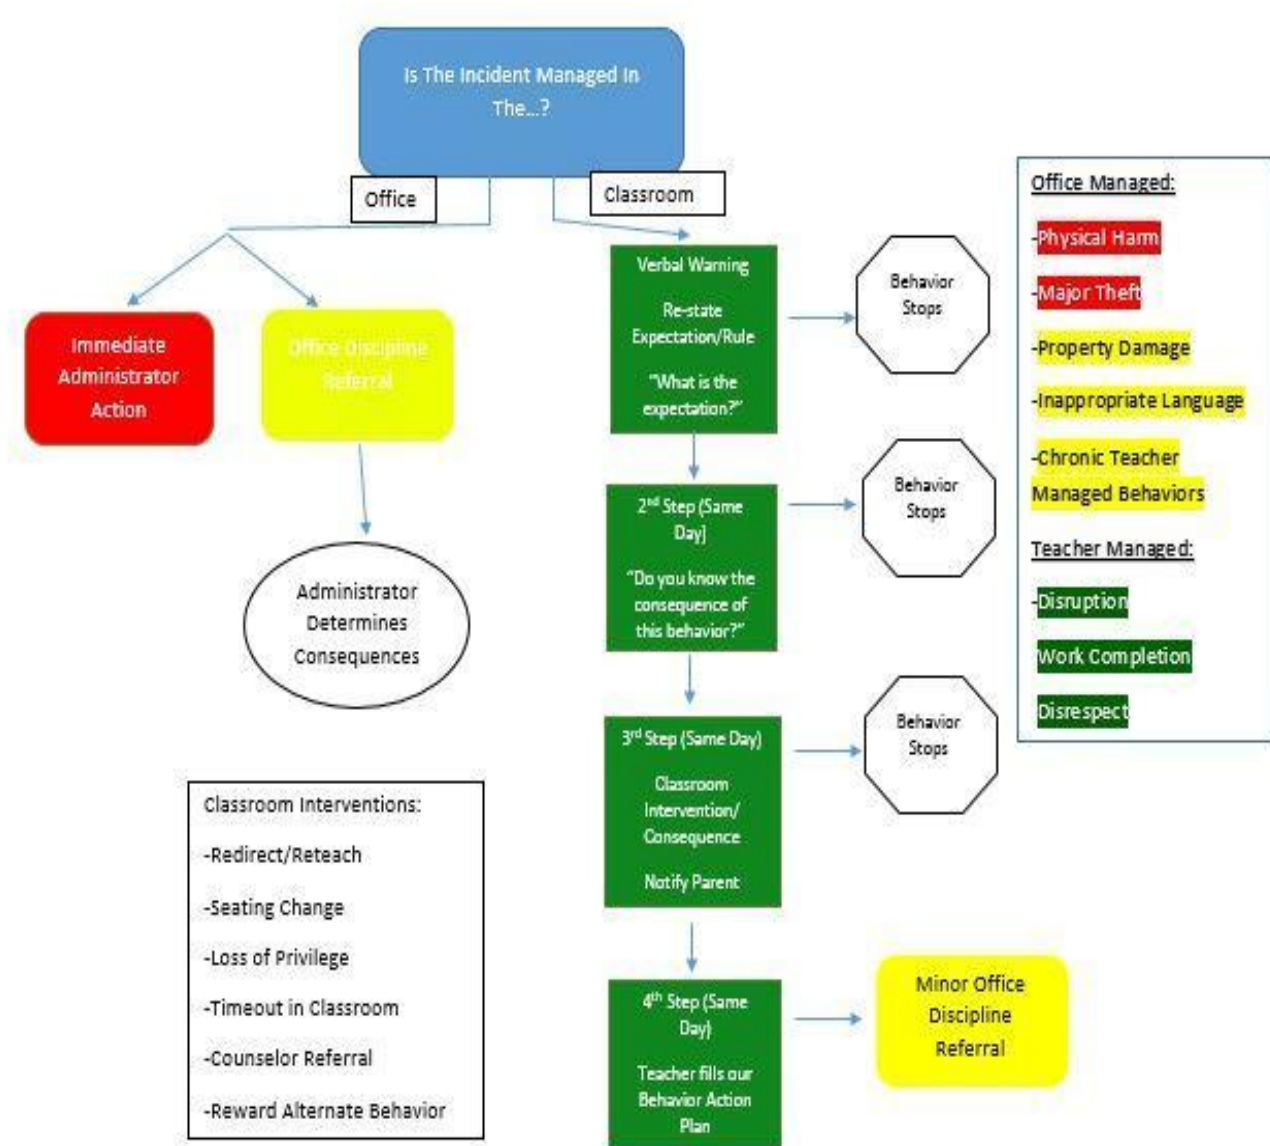 Is The Incident Managed In
The...?
Office
Classroom
Immediate
Administrator
Action
Office Discipline
Referral
Administrator
Determines
Consequences
Verbal Warning
Re-state
Expectation/Rule
"What is the
expectation?"
Behavior
Stops
2nd Step (Same
Day)
"Do you know the
consequence of
this behavior?"
Behavior
Stops
3rd Step (Same Day)
Classroom
Intervention/
Consequence
Notify Parent
Behavior
Stops
4th Step (Same
Day)
Teacher fills our
Behavior Action
Plan
Minor Office
Discipline
Referral
Office Managed:
-Physical Harm
-Major Theft
-Property Damage
-Inappropriate Language
-Chronic Teacher
Managed Behaviors
Teacher Managed:
-Disruption
Work Completion
Disrespect
Classroom Interventions:
-Redirect/Reteach
-Seating Change
-Loss of Privilege
-Timeout in Classroom
-Counselor Referral
-Reward Alternate Behavior